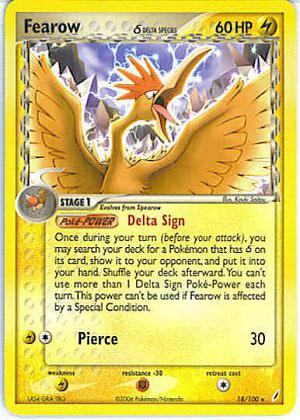 Fearow δ DELTA SPECIES 60 HP
Illus. Kouki Saitou
STAGE 1
Evolves from Spearow
Poké-POWER Delta Sign
Once during your turn (before your attack), you
may search your deck for a Pokémon that has δ on
its card, show it to your opponent, and put it into
your hand. Shuffle your deck afterward. You can't
use more than 1 Delta Sign Poké-Power each
turn. This power can't be used if Fearow is affected
by a Special Condition.
Pierce 30
weakness resistance -30 retreat cost
©2006 Pokémon/Nintendo 18/100 ★